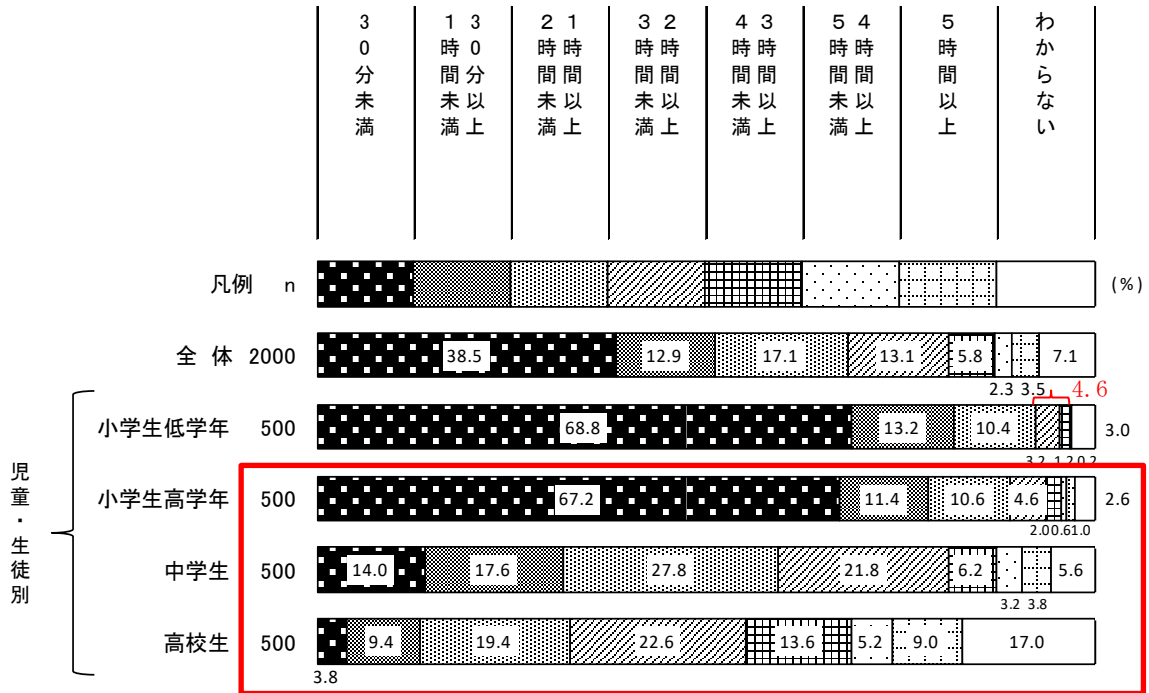 30分未満
30分以上1時間未満
1時間以上2時間未満
2時間以上3時間未満
3時間以上4時間未満
4時間以上5時間未満
5時間以上
わからない
凡例 n (%)
全 体 2000 38.5 12.9 17.1 13.1 5.8 7.1
2.3 3.5 4.6
小学生低学年 500 68.8 13.2 10.4 3.0
3.2 1.2 0.2
小学生高学年 500 67.2 11.4 10.6 4.6 2.6
2.0 0.6 1.0
中学生 500 14.0 17.6 27.8 21.8 6.2 5.6
3.2 3.8
高校生 500 9.4 19.4 22.6 13.6 5.2 9.0 17.0
3.8
児童・生徒別